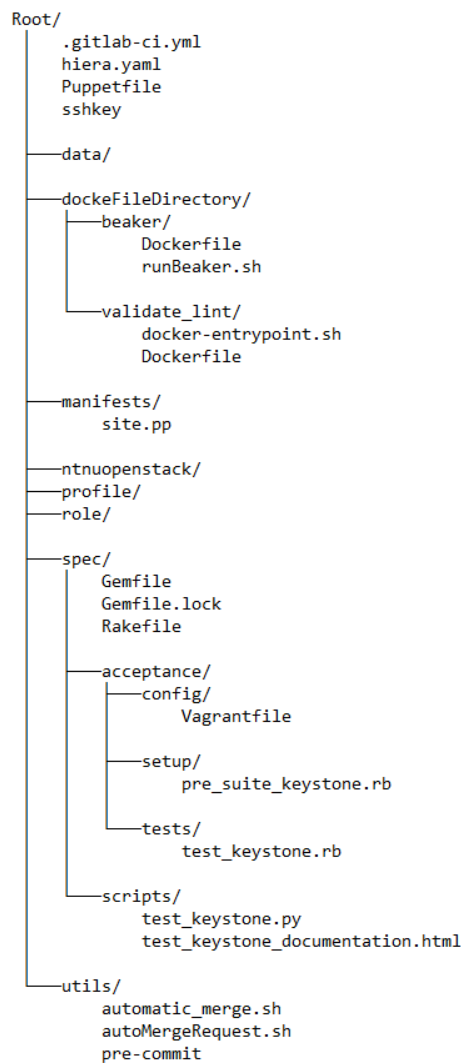 Root/
.gitlab-ci.yml
hiera.yaml
Puppetfile
sshkey
data/
dockeFileDirectory/
beaker/
Dockerfile
runBeaker.sh
validate_lint/
docker-entrypoint.sh
Dockerfile
manifests/
site.pp
ntnuopenstack/
profile/
role/
spec/
Gemfile
Gemfile.lock
Rakefile
acceptance/
config/
Vagrantfile
setup/
pre_suite_keystone.rb
tests/
test_keystone.rb
scripts/
test_keystone.py
test_keystone_documentation.html
utils/
automatic_merge.sh
autoMergeRequest.sh
pre-commit